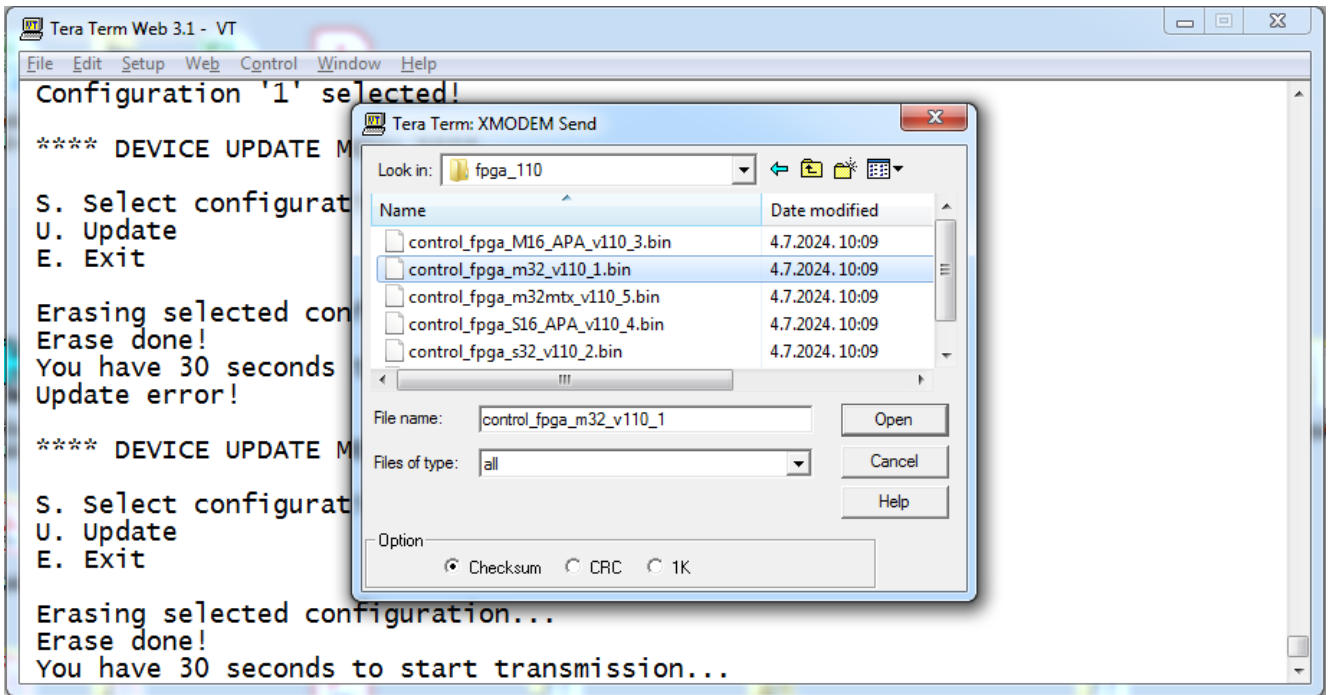 Tera Term Web 3.1 - VT
File Edit Setup Web Control Window Help
Configuration '1' selected!
**** DEVICE UPDATE M
S. Select configurat
U. Update
E. Exit
Erasing selected con
Erase done!
You have 30 seconds
Update error!
**** DEVICE UPDATE M
S. Select configurat
U. Update
E. Exit
Erasing selected configuration...
Erase done!
You have 30 seconds to start transmission...
Tera Term: XMODEM Send
Look in: fpga_110
Name Date modified
control_fpga_M16_APA_v110_3.bin 4.7.2024. 10:09
control_fpga_m32_v110_1.bin 4.7.2024. 10:09
control_fpga_m32mtx_v110_5.bin 4.7.2024. 10:09
control_fpga_S16_APA_v110_4.bin 4.7.2024. 10:09
control_fpga_s32_v110_2.bin 4.7.2024. 10:09
File name: control_fpga_m32_v110_1 Open
Files of type: all Cancel
Help
Option
Checksum CRC 1K